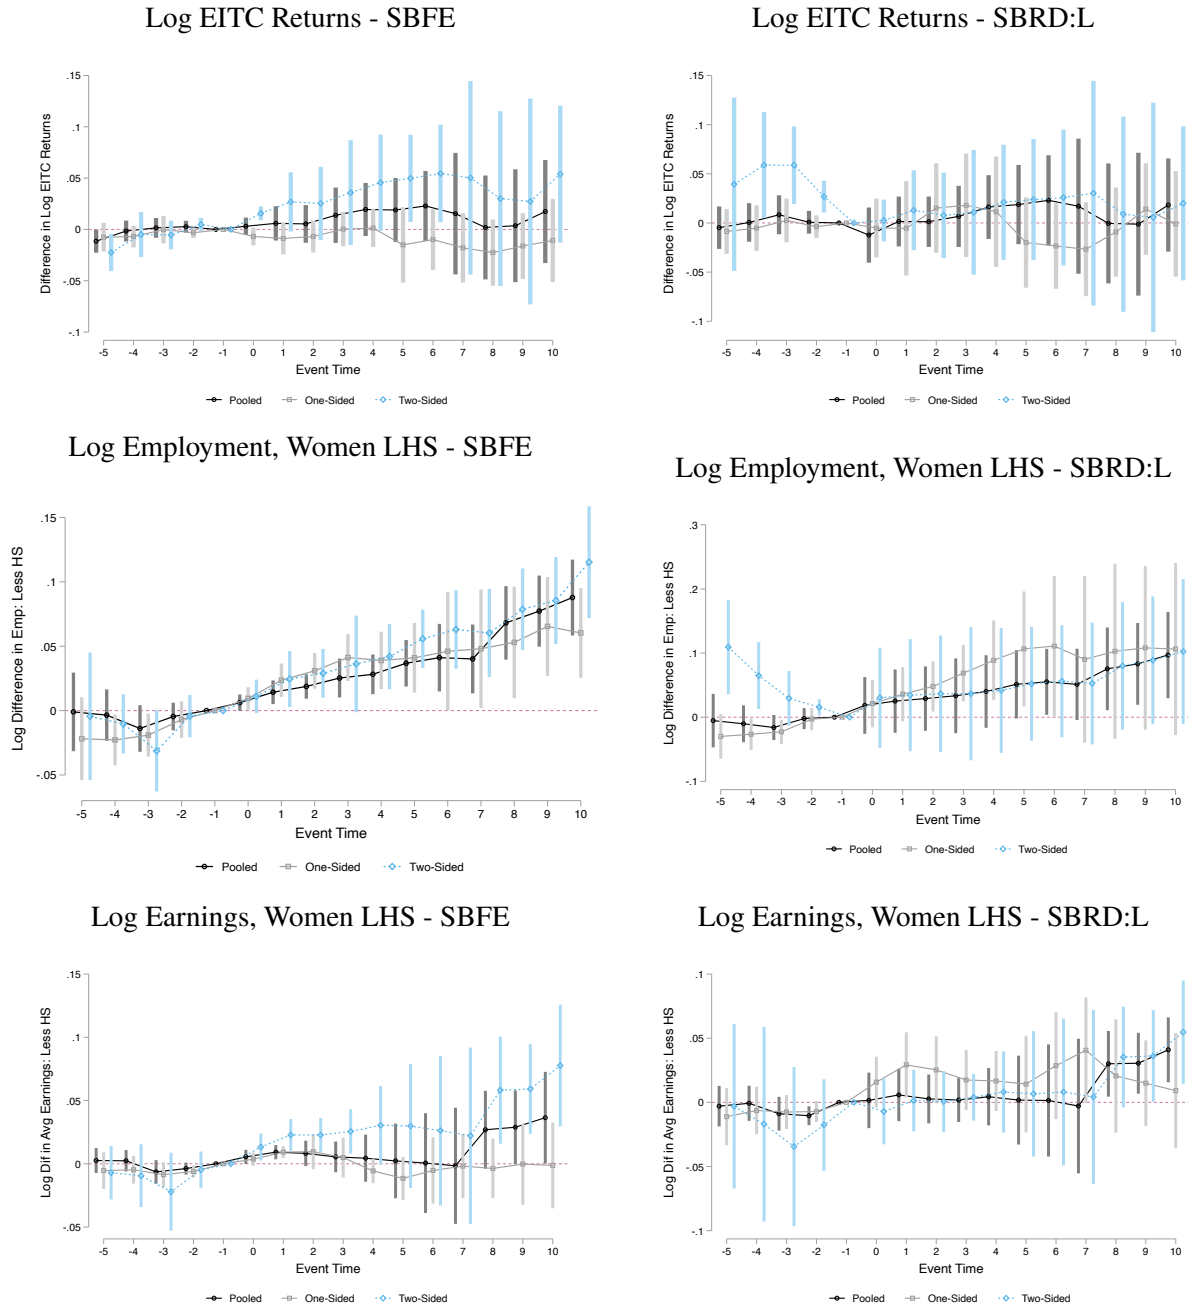 Log EITC Returns - SBFE
Difference in Log EITC Returns
.15
.1
.05
0
-.05
-.1
-5 -4 -3 -2 -1 0 1 2 3 4 5 6 7 8 9 10
Event Time
Pooled One-Sided Two-Sided
Log EITC Returns - SBRD:L
Difference in Log EITC Returns
.15
.1
.05
0
-.05
-.1
-5 -4 -3 -2 -1 0 1 2 3 4 5 6 7 8 9 10
Event Time
Pooled One-Sided Two-Sided
Log Employment, Women LHS - SBFE
Log Difference in Emp: Less HS
.15
.1
.05
0
-.05
-5 -4 -3 -2 -1 0 1 2 3 4 5 6 7 8 9 10
Event Time
Pooled One-Sided Two-Sided
Log Employment, Women LHS - SBRD:L
Log Difference in Emp: Less HS
.3
.2
.1
0
-.1
-5 -4 -3 -2 -1 0 1 2 3 4 5 6 7 8 9 10
Event Time
Pooled One-Sided Two-Sided
Log Earnings, Women LHS - SBFE
Log Dif in Avg Earnings: Less HS
.15
.1
.05
0
-.05
-5 -4 -3 -2 -1 0 1 2 3 4 5 6 7 8 9 10
Event Time
Pooled One-Sided Two-Sided
Log Earnings, Women LHS - SBRD:L
Log Dif in Avg Earnings: Less HS
.1
.05
0
-.05
-.1
-5 -4 -3 -2 -1 0 1 2 3 4 5 6 7 8 9 10
Event Time
Pooled One-Sided Two-Sided